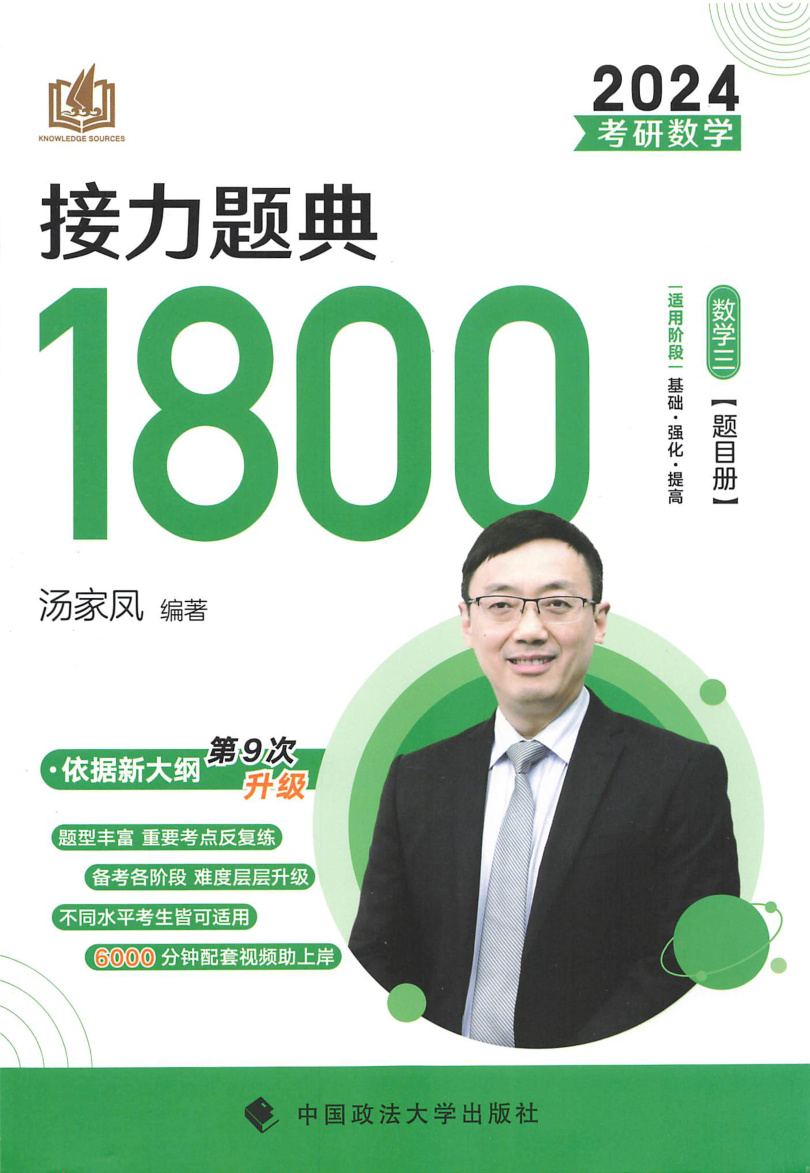 KNOWLEDGE SOURCES
2024
考研数学
接力题典
1800
数学三
【题目册】
|适用阶段|基础·强化·提高
汤家凤 编著
·依据新大纲
第9次
升级
题型丰富 重要考点反复练
备考各阶段 难度层层升级
不同水平考生皆可适用
6000分钟配套视频助上岸
中国政法大学出版社